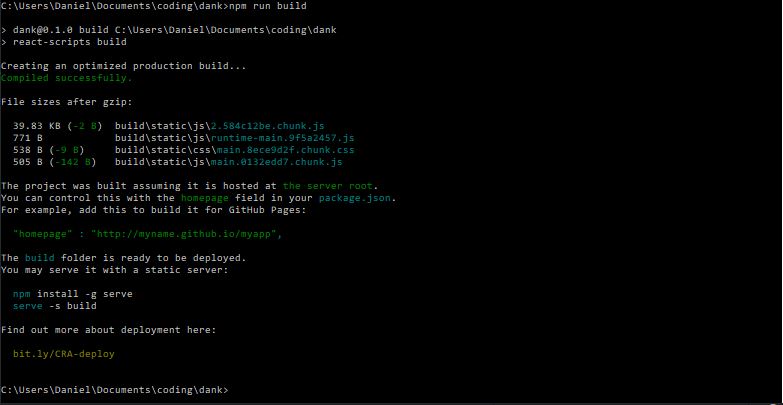 C:\Users\Daniel\Documents\coding\dank>npm run build
> dank@0.1.0 build C:\Users\Daniel\Documents\coding\dank
> react-scripts build
Creating an optimized production build...
Compiled successfully.
File sizes after gzip:
39.83 KB (-2 B)  build\static\js\2.584c12be.chunk.js
771 B            build\static\js\runtime-main.9f5a2457.js
538 B (-9 B)     build\static\css\main.8ece9d2f.chunk.css
505 B (-142 B)   build\static\js\main.0132edd7.chunk.js
The project was built assuming it is hosted at the server root.
You can control this with the homepage field in your package.json.
For example, add this to build it for GitHub Pages:
"homepage" : "http://myname.github.io/myapp",
The build folder is ready to be deployed.
You may serve it with a static server:
npm install -g serve
serve -s build
Find out more about deployment here:
bit.ly/CRA-deploy
C:\Users\Daniel\Documents\coding\dank>